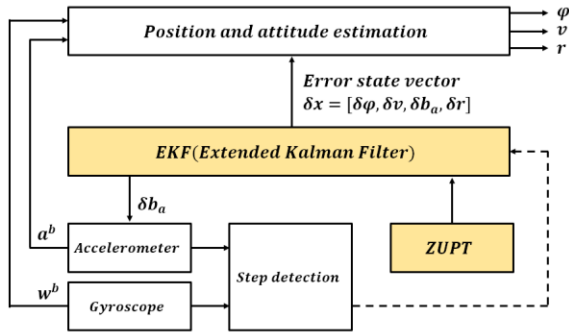 Position and attitude estimation
φ
v
r
Error state vector
δx = [δφ, δv, δb_a, δr]
EKF(Extended Kalman Filter)
δb_a
a^b
Accelerometer
Step detection
ZUPT
w^b
Gyroscope